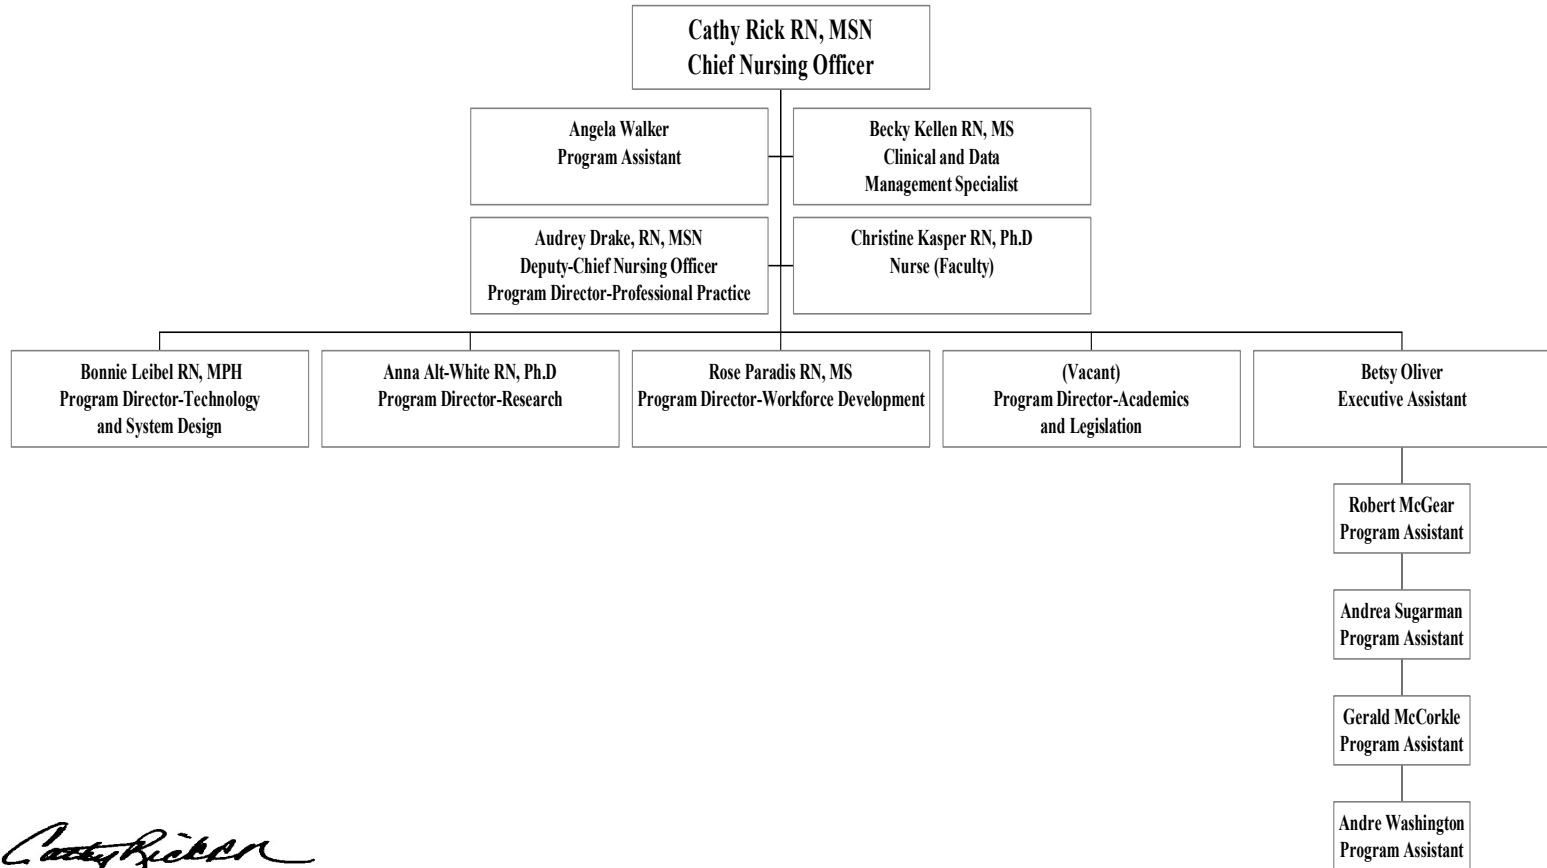 Cathy Rick RN, MSN
Chief Nursing Officer
Angela Walker
Program Assistant
Becky Kellen RN, MS
Clinical and Data
Management Specialist
Audrey Drake, RN, MSN
Deputy-Chief Nursing Officer
Program Director-Professional Practice
Christine Kasper RN, Ph.D
Nurse (Faculty)
Bonnie Leibel RN, MPH
Program Director-Technology
and System Design
Anna Alt-White RN, Ph.D
Program Director-Research
Rose Paradis RN, MS
Program Director-Workforce Development
(Vacant)
Program Director-Academics
and Legislation
Betsy Oliver
Executive Assistant
Robert McGear
Program Assistant
Andrea Sugarman
Program Assistant
Gerald McCorkle
Program Assistant
Andre Washington
Program Assistant
Cathy Rick RN